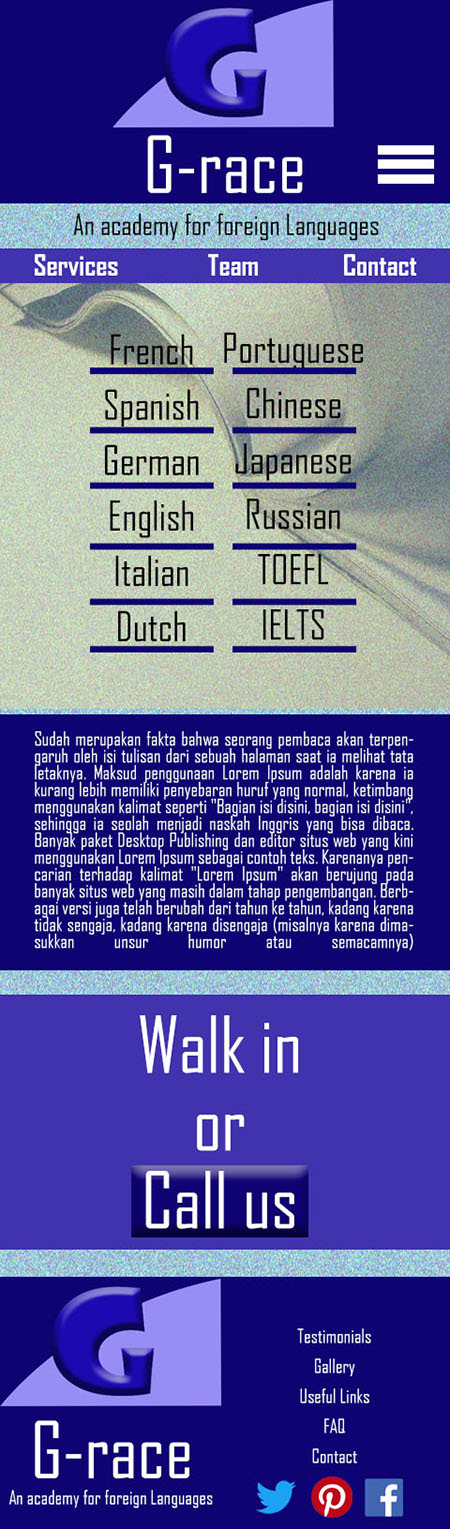 G
G-race
An academy for foreign Languages
Services Team Contact
French Portuguese
Spanish Chinese
German Japanese
English Russian
Italian TOEFL
Dutch IELTS
Sudah merupakan fakta bahwa seorang pembaca akan terpen-
garuh oleh isi tulisan dari sebuah halaman saat ia melihat tata
letaknya. Maksud penggunaan Lorem Ipsum adalah karena ia
kurang lebih memiliki penyebaran huruf yang normal, ketimbang
menggunakan kalimat seperti "Bagian isi disini, bagian isi disini",
sehingga ia seolah menjadi naskah Inggris yang bisa dibaca.
Banyak paket Desktop Publishing dan editor situs web yang kini
menggunakan Lorem Ipsum sebagai contoh teks. Karenanya pen-
carian terhadap kalimat "Lorem Ipsum" akan berujung pada
banyak situs web yang masih dalam tahap pengembangan. Berb-
agai versi juga telah berubah dari tahun ke tahun, kadang karena
tidak sengaja, kadang karena disengaja (misalnya karena dima-
sukkan unsur humor atau semacamnya)
Walk in
or
Call us
G
G-race
An academy for foreign Languages
Testimonials
Gallery
Useful Links
FAQ
Contact